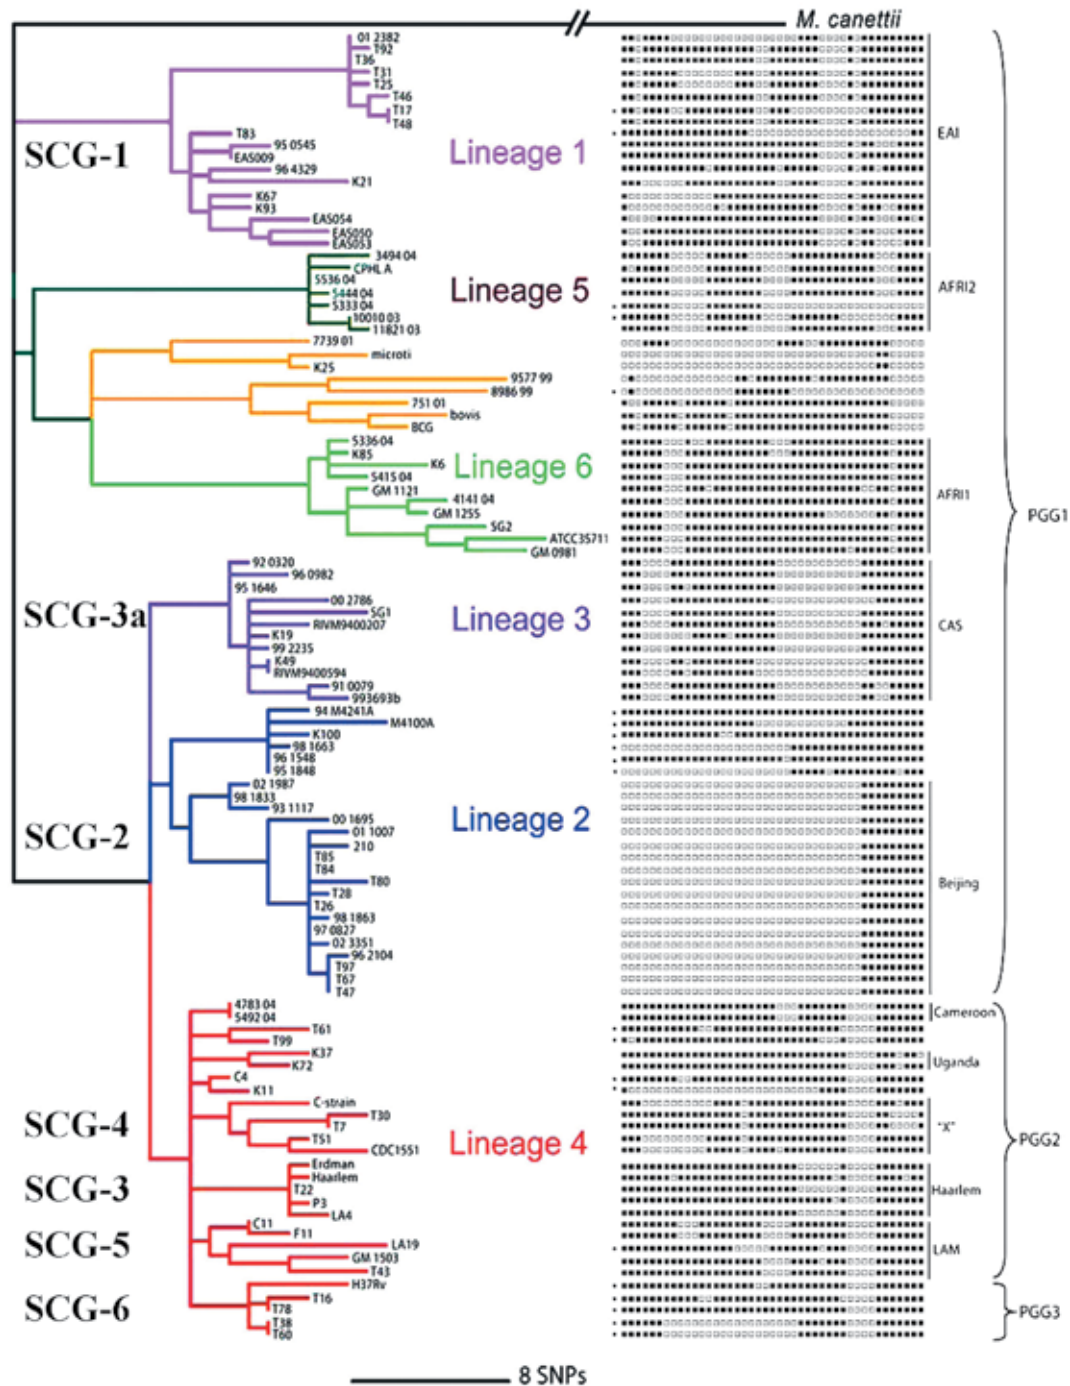 M. canettii
01 2382
T92
T36
T31
T25
T46
T17
T48
T83
95 0545
EAS009
96 4329
K21
K67
K93
EAS054
EAS050
EAS053
SCG-1
Lineage 1
EAI
3494 04
CPHL A
5536 04
5444 04
5333 04
10010 03
11821 03
Lineage 5
AFRI2
7739 01
microti
K25
9577 99
8986 99
751 01
bovis
BCG
5336 04
K85
K6
5415 04
GM 1121
4141 04
GM 1255
SG2
ATCC35711
GM 0981
Lineage 6
AFRI1
PGG1
92 0320
96 0982
95 1646
00 2786
SG1
RIVM9400207
K19
99 2235
K49
RIVM9400594
91 0079
993693b
SCG-3a
Lineage 3
CAS
94 M4241A
M4100A
K100
98 1663
96 1548
95 1848
02 1987
98 1833
93 1117
00 1695
01 1007
210
T85
T84
T80
T28
T26
98 1863
97 0827
02 3351
96 2104
T97
T67
T47
SCG-2
Lineage 2
Beijing
4783 04
5492 04
T61
T99
K37
K72
C4
K11
C-strain
T30
T7
T51
CDC1551
Erdman
Haarlem
T22
P3
LA4
C11
F11
LA19
GM 1503
T43
H37Rv
T16
T78
T38
T60
SCG-4
SCG-3
SCG-5
SCG-6
Lineage 4
Cameroon
Uganda
"X"
Haarlem
LAM
PGG2
PGG3
8 SNPs